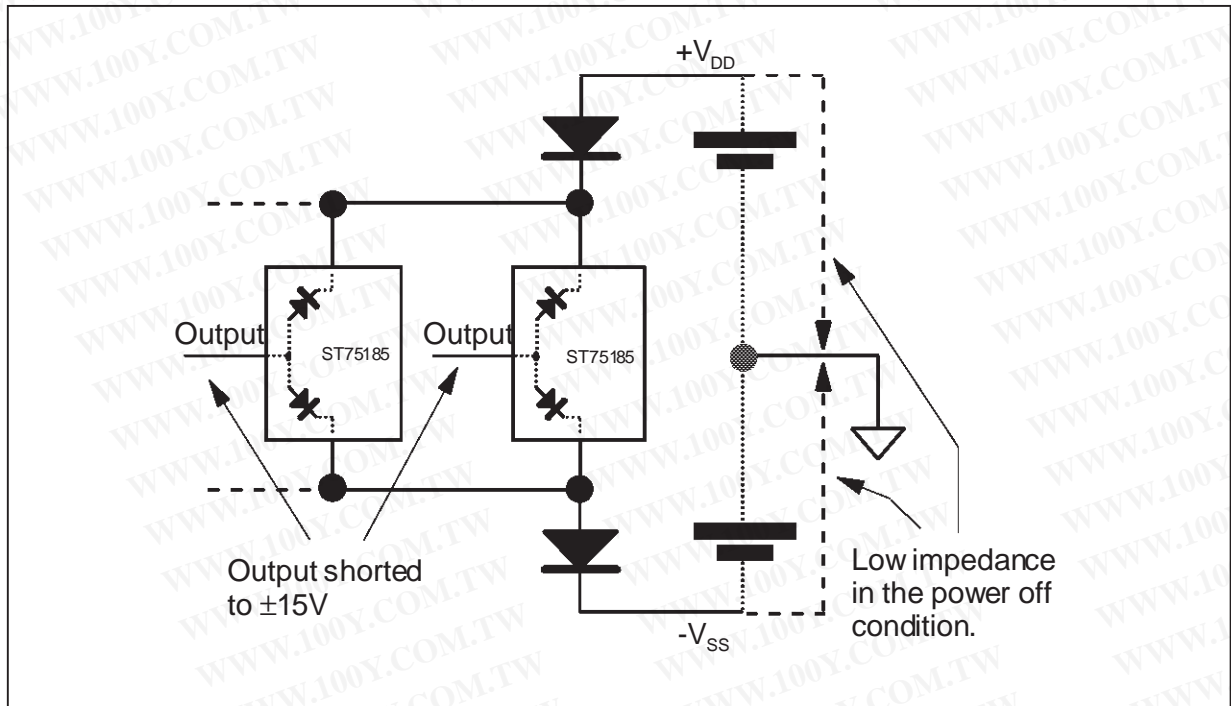 +V_DD
Output
ST75185
Output
ST75185
Output shorted
to ±15V
Low impedance
in the power off
condition.
-V_SS
WWW.100Y.COM.TW